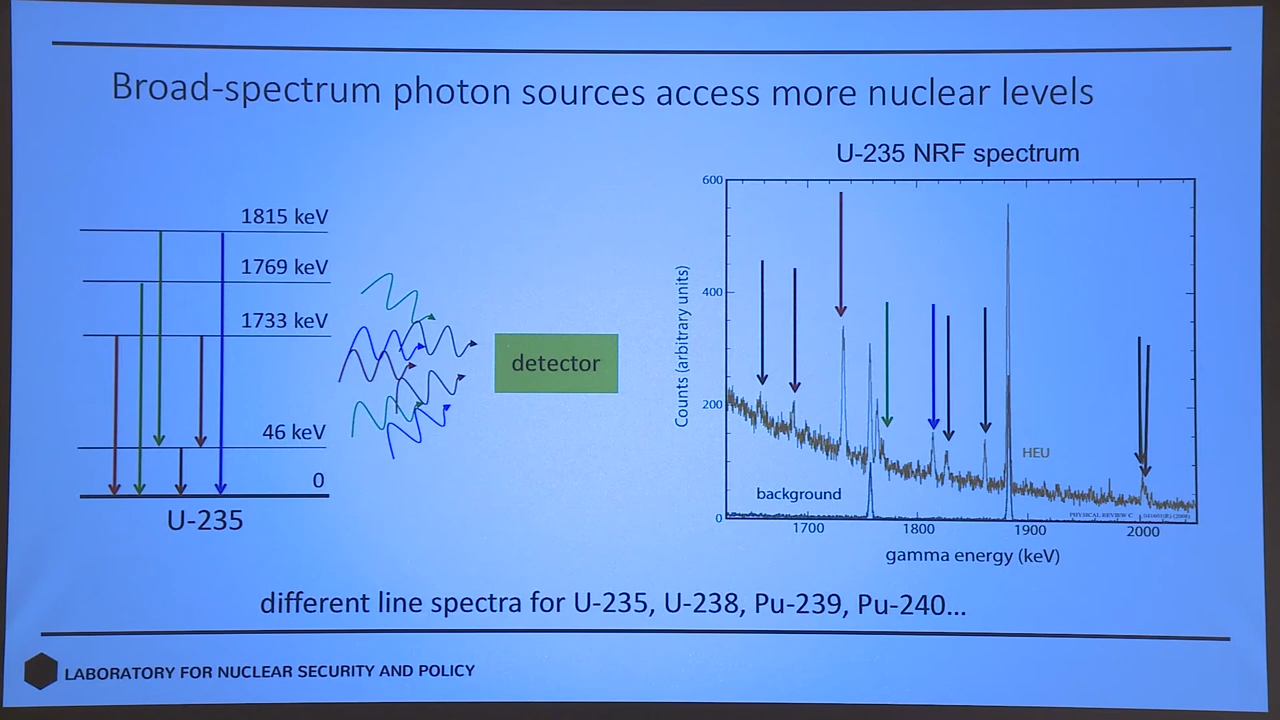 Broad-spectrum photon sources access more nuclear levels
U-235 NRF spectrum
1815 keV
1769 keV
1733 keV
46 keV
0
U-235
detector
Counts (arbitrary units)
600
400
200
0
HEU
background
PHYSICAL REVIEW C
1700
1800
1900
2000
gamma energy (keV)
different line spectra for U-235, U-238, Pu-239, Pu-240...
LABORATORY FOR NUCLEAR SECURITY AND POLICY